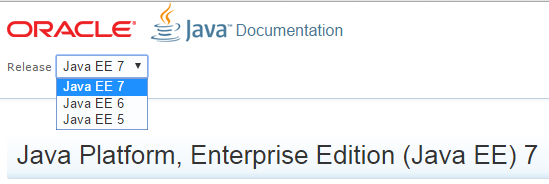 ORACLE® Java™ Documentation
Release Java EE 7
Java EE 7
Java EE 6
Java EE 5
Java Platform, Enterprise Edition (Java EE) 7